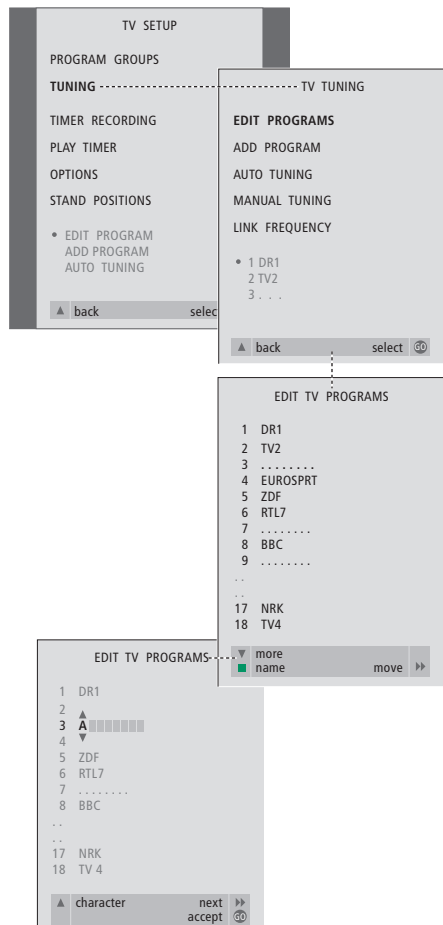 TV SETUP
PROGRAM GROUPS
TUNING
TIMER RECORDING
PLAY TIMER
OPTIONS
STAND POSITIONS
• EDIT PROGRAM
ADD PROGRAM
AUTO TUNING
▲ back selec
TV TUNING
EDIT PROGRAMS
ADD PROGRAM
AUTO TUNING
MANUAL TUNING
LINK FREQUENCY
• 1 DR1
2 TV2
3 . . .
▲ back select GO
EDIT TV PROGRAMS
1 DR1
2 TV2
3 . . . . . . . .
4 EUROSPRT
5 ZDF
6 RTL7
7 . . . . . . . .
8 BBC
9 . . . . . . . .
. .
. .
17 NRK
18 TV4
▼ more
name move ▶▶
EDIT TV PROGRAMS
1 DR1
2
3 A
4
5 ZDF
6 RTL7
7 . . . . . . . .
8 BBC
. .
. .
17 NRK
18 TV 4
▲ character next ▶▶
accept GO